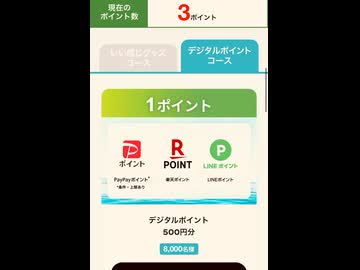 現在の
ポイント数
3ポイント
いい感じグッズ
コース
デジタルポイント
コース
1ポイント
ポイント
R
POINT
P
LINEポイント
PayPayポイント*
*条件・上限あり
楽天ポイント
LINEポイント
デジタルポイント
500円分
8,000名様